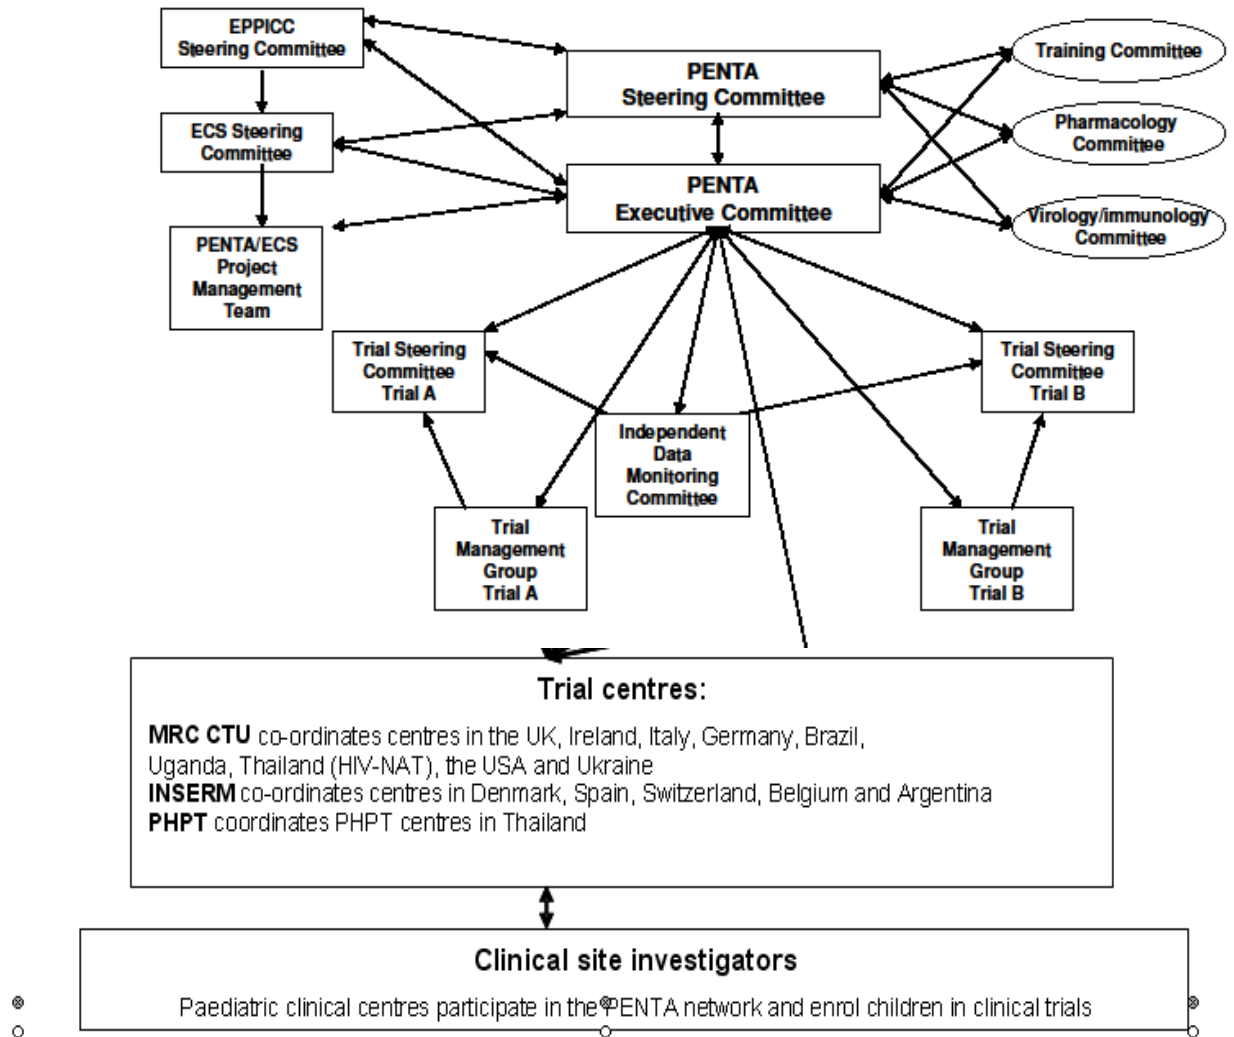 EPPICC
Steering Committee
PENTA
Steering Committee
Training Committee
ECS Steering
Committee
Pharmacology
Committee
PENTA
Executive Committee
Virology/immunology
Committee
PENTA/ECS
Project
Management
Team
Trial Steering
Committee
Trial A
Trial Steering
Committee
Trial B
Independent
Data
Monitoring
Committee
Trial
Management
Group
Trial A
Trial
Management
Group
Trial B
Trial centres:
MRC CTU co-ordinates centres in the UK, Ireland, Italy, Germany, Brazil,
Uganda, Thailand (HIV-NAT), the USA and Ukraine
INSERM co-ordinates centres in Denmark, Spain, Switzerland, Belgium and Argentina
PHPT coordinates PHPT centres in Thailand
Clinical site investigators
Paediatric clinical centres participate in the PENTA network and enrol children in clinical trials